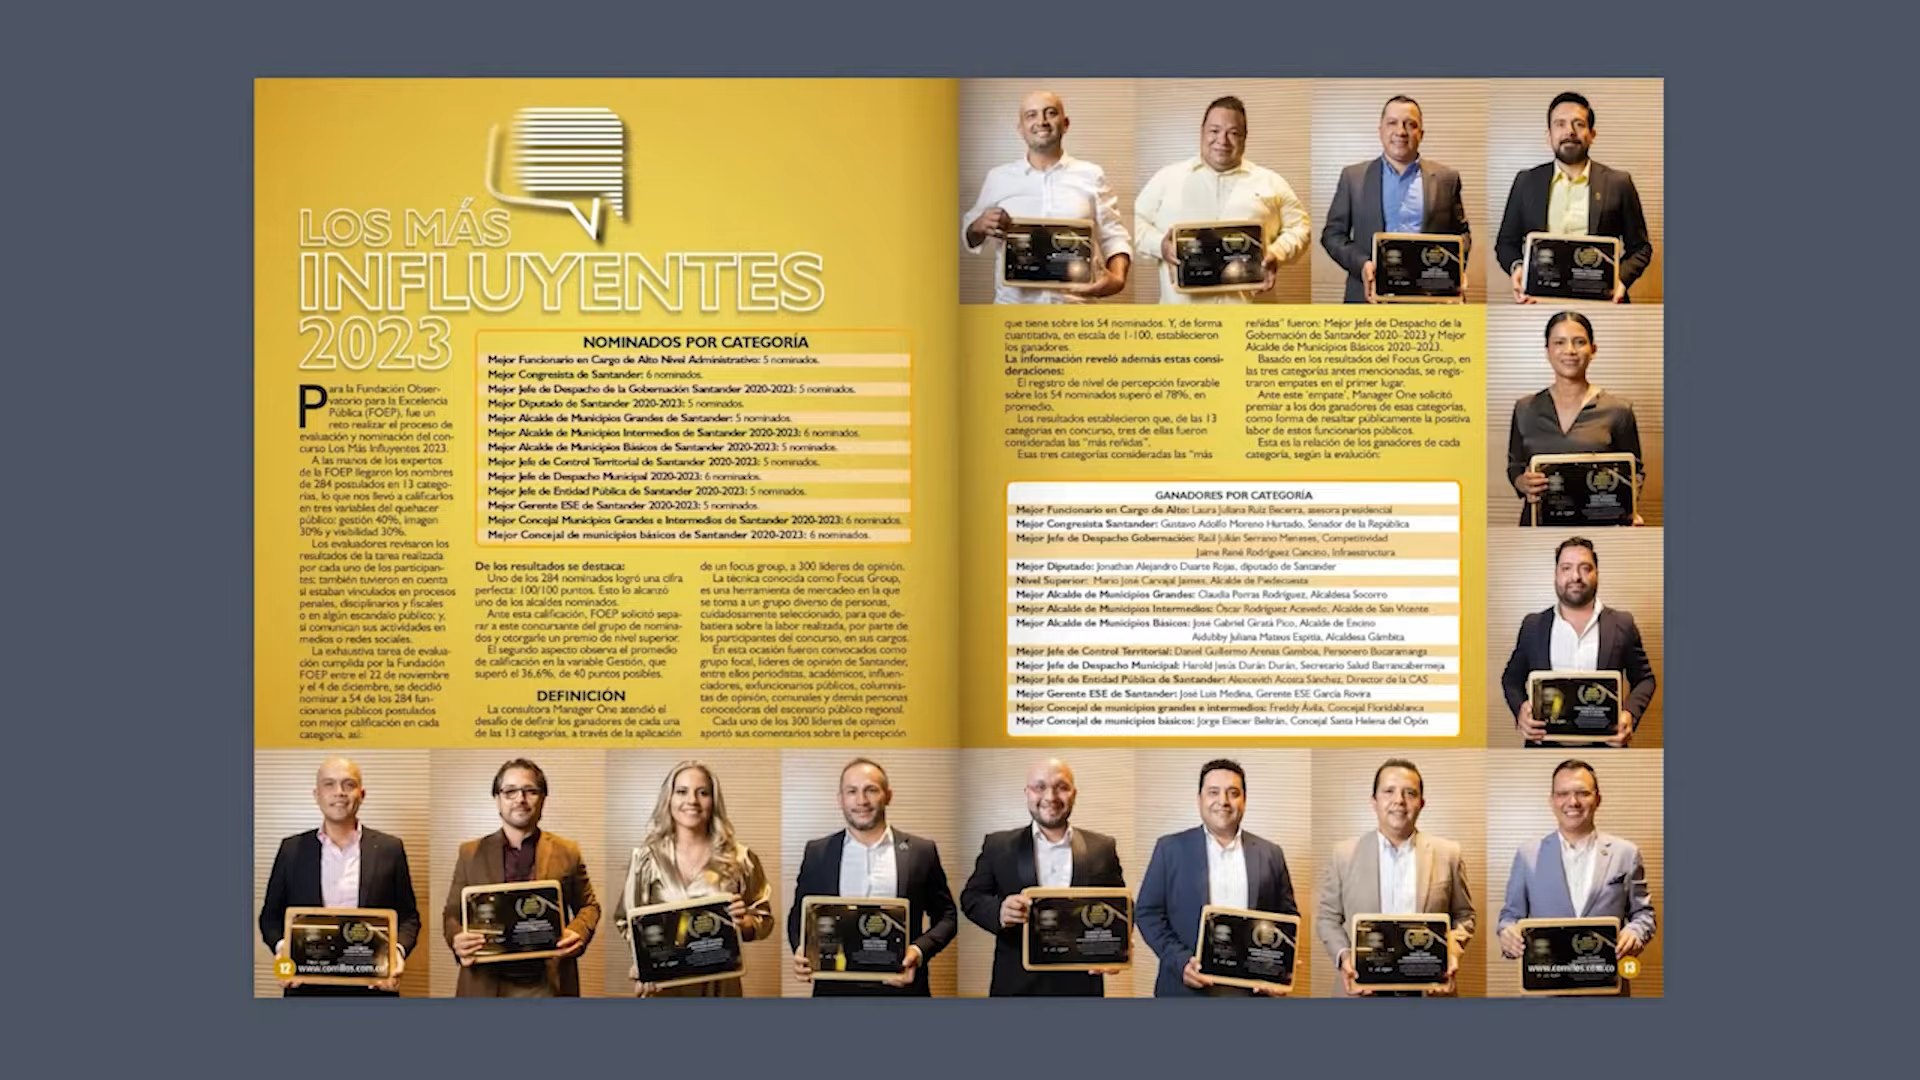 LOS MÁS
INFLUYENTES
2023
Para la Fundación Obser-
vatorio para la Excelencia
Pública (FOEP), fue un
reto realizar el proceso de
evaluación y nominación del con-
curso Los Más Influyentes 2023.
A las manos de los expertos
de la FOEP llegaron los nombres
de 284 postulados en 13 catego-
rías, lo que nos llevó a calificarlos
en tres variables del quehacer
público: gestión 40%, imagen
30% y visibilidad 30%.
Los evaluadores revisaron los
resultados de la tarea realizada
por cada uno de los participan-
tes; también tuvieron en cuenta
si estaban vinculados en procesos
penales, disciplinarios y fiscales
o en algún escándalo público; y,
si comunican sus actividades en
medios o redes sociales.
La exhaustiva tarea de evalua-
ción cumplida por la Fundación
FOEP entre el 22 de noviembre
y el 4 de diciembre, se decidió
nominar a 54 de los 284 fun-
cionarios públicos postulados
con mejor calificación en cada
categoría, así:
NOMINADOS POR CATEGORÍA
Mejor Funcionario en Cargo de Alto Nivel Administrativo: 5 nominados.
Mejor Congresista de Santander: 6 nominados.
Mejor Jefe de Despacho de la Gobernación Santander 2020-2023: 5 nominados.
Mejor Diputado de Santander 2020-2023: 5 nominados.
Mejor Alcalde de Municipios Grandes de Santander: 5 nominados.
Mejor Alcalde de Municipios Intermedios de Santander 2020-2023: 6 nominados.
Mejor Alcalde de Municipios Básicos de Santander 2020-2023: 5 nominados.
Mejor Jefe de Control Territorial de Santander 2020-2023: 5 nominados.
Mejor Jefe de Despacho Municipal 2020-2023: 6 nominados.
Mejor Jefe de Entidad Pública de Santander 2020-2023: 5 nominados.
Mejor Gerente ESE de Santander 2020-2023: 5 nominados.
Mejor Concejal Municipios Grandes e Intermedios de Santander 2020-2023: 6 nominados.
Mejor Concejal de municipios básicos de Santander 2020-2023: 6 nominados.
De los resultados se destaca:
Uno de los 284 nominados logró una cifra
perfecta: 100/100 puntos. Esto lo alcanzó
uno de los alcaldes nominados.
Ante esta calificación, FOEP solicitó sepa-
rar a este concursante del grupo de nomina-
dos y otorgarle un premio de nivel superior.
El segundo aspecto observa el promedio
de calificación en la variable Gestión, que
superó el 36,6%, de 40 puntos posibles.
DEFINICIÓN
La consultora Manager One atendió el
desafío de definir los ganadores de cada una
de las 13 categorías, a través de la aplicación
de un focus group, a 300 líderes de opinión.
La técnica conocida como Focus Group,
es una herramienta de mercadeo en la que
se toma a un grupo diverso de personas,
cuidadosamente seleccionado, para que de-
batiera sobre la labor realizada, por parte de
los participantes del concurso, en sus cargos.
En esta ocasión fueron convocados como
grupo focal, líderes de opinión de Santander,
entre ellos periodistas, académicos, influen-
ciadores, exfuncionarios públicos, columnis-
tas de opinión, comunales y demás personas
conocedoras del escenario público regional.
Cada uno de los 300 líderes de opinión
aportó sus comentarios sobre la percepción
12 www.cornillos.com.co
que tiene sobre los 54 nominados. Y, de forma
cuantitativa, en escala de 1-100, establecieron
los ganadores.
La información reveló además estas consi-
deraciones:
El registro de nivel de percepción favorable
sobre los 54 nominados superó el 78%, en
promedio.
Los resultados establecieron que, de las 13
categorías en concurso, tres de ellas fueron
consideradas las “más reñidas”.
Esas tres categorías consideradas las “más
reñidas” fueron: Mejor Jefe de Despacho de la
Gobernación de Santander 2020-2023 y Mejor
Alcalde de Municipios Básicos 2020-2023.
Basado en los resultados del Focus Group, en
las tres categorías antes mencionadas, se regis-
traron empates en el primer lugar.
Ante este ‘empate’, Manager One solicitó
premiar a los dos ganadores de esas categorías,
como forma de resaltar públicamente la positiva
labor de estos funcionarios públicos.
Esta es la relación de los ganadores de cada
categoría, según la evalución:
GANADORES POR CATEGORÍA
Mejor Funcionario en Cargo de Alto: Laura Juliana Ruiz Becerra, asesora presidencial
Mejor Congresista Santander: Gustavo Adolfo Moreno Hurtado, Senador de la República
Mejor Jefe de Despacho Gobernación: Raúl Julián Serrano Meneses, Competitividad
Jaime René Rodríguez Cancino, Infraestructura
Mejor Diputado: Jonathan Alejandro Duarte Rojas, diputado de Santander
Nivel Superior: Mario José Carvajal Jaimes, Alcalde de Piedecuesta
Mejor Alcalde de Municipios Grandes: Claudia Porras Rodríguez, Alcaldesa Socorro
Mejor Alcalde de Municipios Intermedios: Óscar Rodríguez Acevedo, Alcalde de San Vicente
Mejor Alcalde de Municipios Básicos: José Gabriel Giratá Pico, Alcalde de Encino
Aidubby Juliana Mateus Espitia, Alcaldesa Gámbita
Mejor Jefe de Control Territorial: Daniel Guillermo Arenas Gamboa, Personero Bucaramanga
Mejor Jefe de Despacho Municipal: Harold Jesús Durán Durán, Secretario Salud Barrancabermeja
Mejor Jefe de Entidad Pública de Santander: Alexcevith Acosta Sánchez, Director de la CAS
Mejor Gerente ESE de Santander: José Luis Medina, Gerente ESE García Rovira
Mejor Concejal de municipios grandes e intermedios: Freddy Ávila, Concejal Floridablanca
Mejor Concejal de municipios básicos: Jorge Eliecer Beltrán, Concejal Santa Helena del Opón
www.cornillos.com.co 13